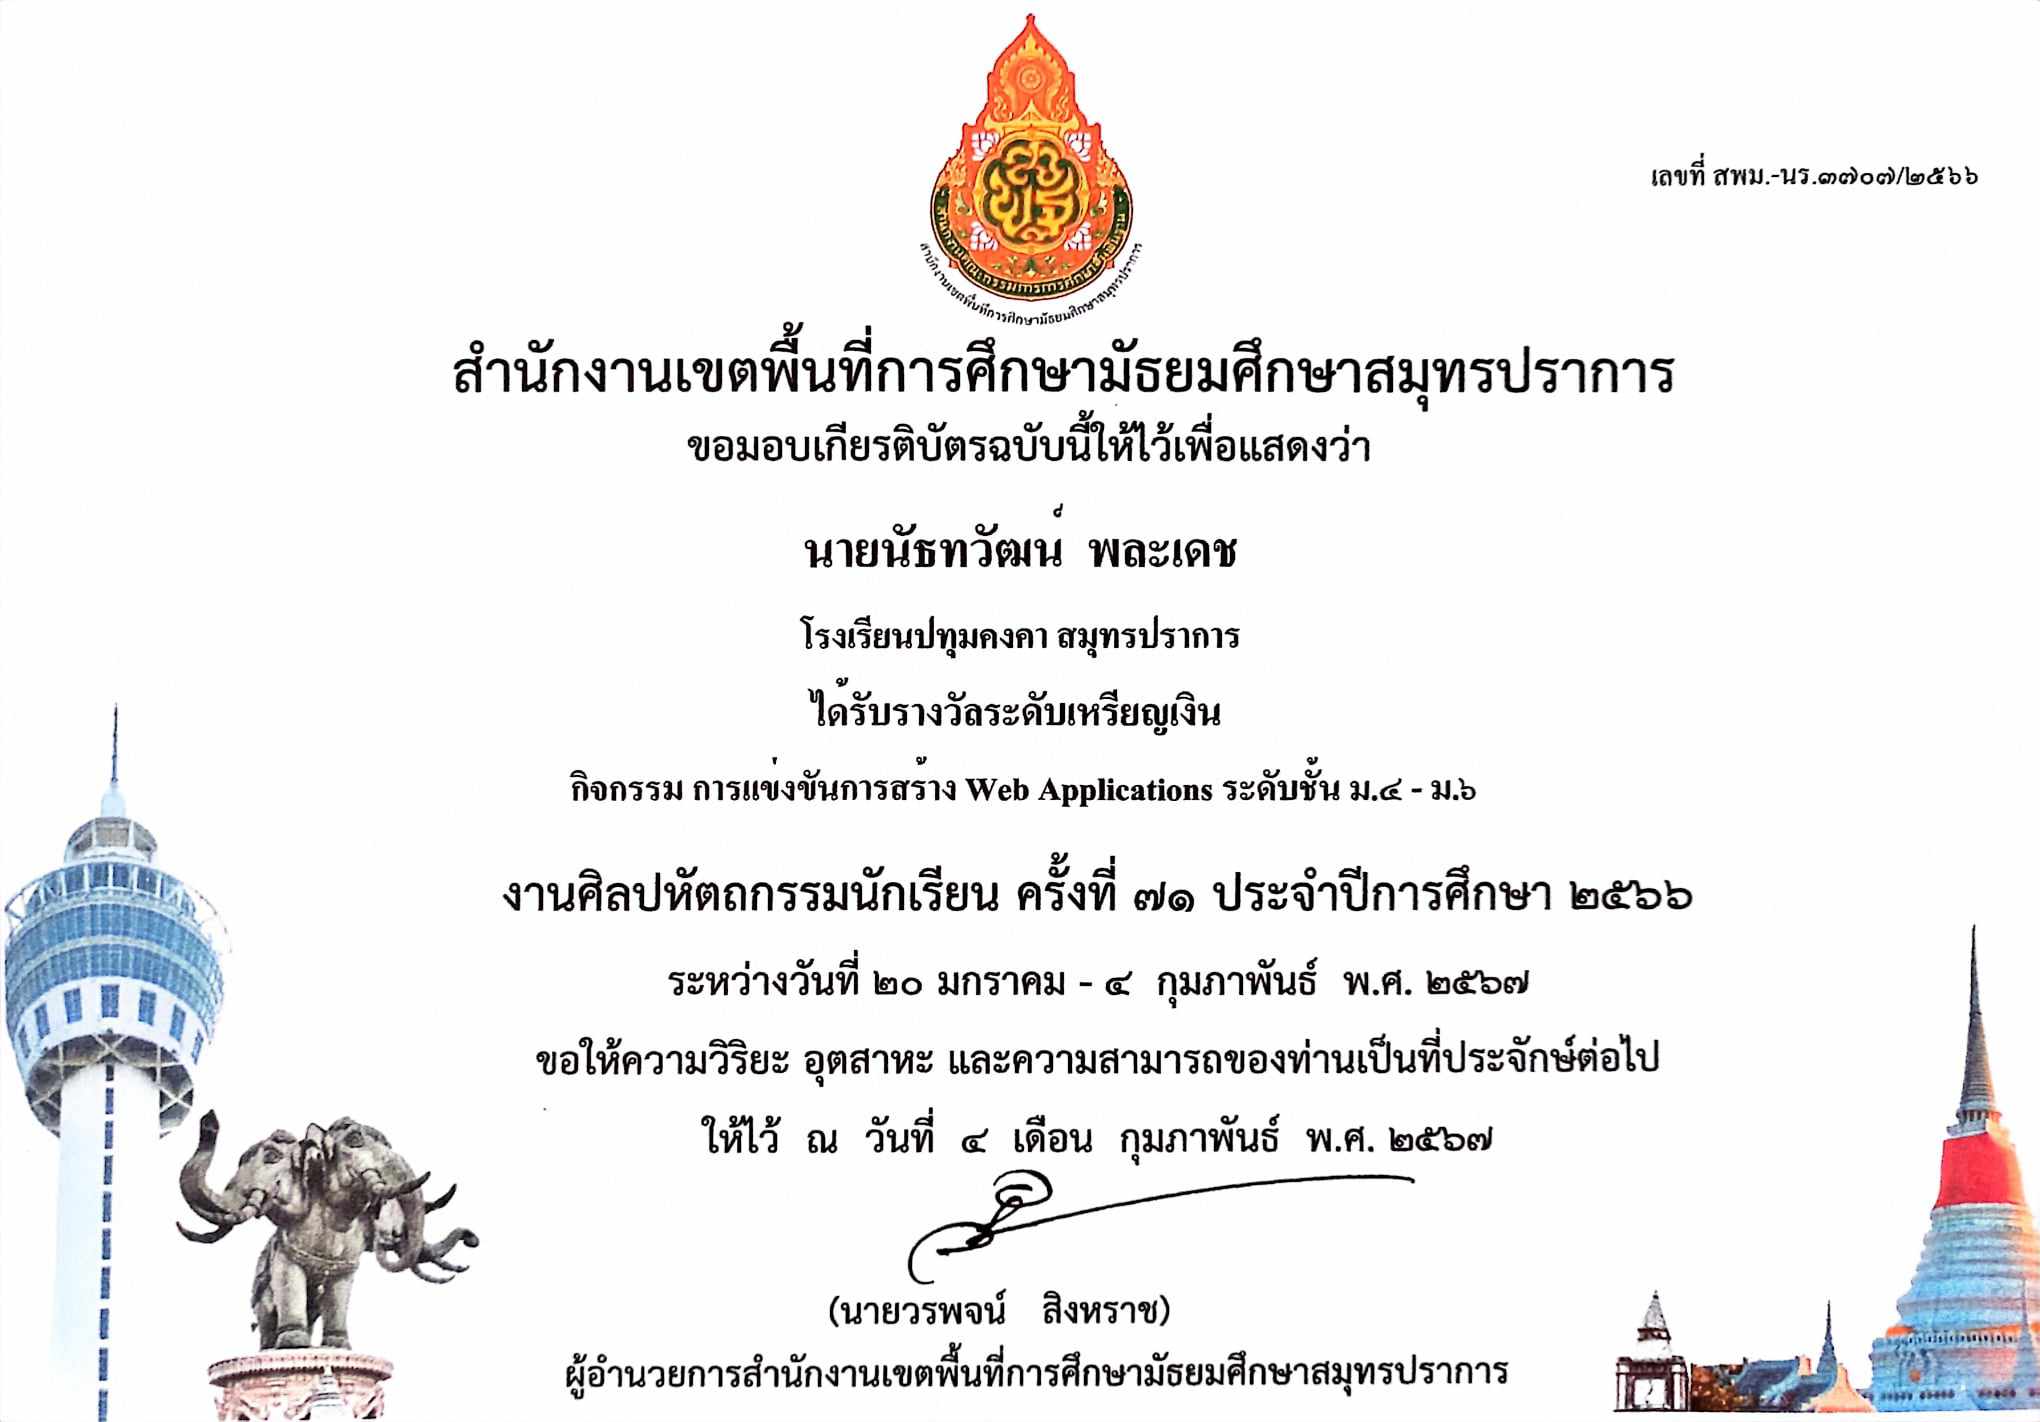 เลขที่ สพม.-นร.๓๗๐๗/๒๕๖๖
สำนักงานคณะกรรมการการศึกษาขั้นพื้นฐาน
สำนักงานเขตพื้นที่การศึกษามัธยมศึกษาสมุทรปราการ
สำนักงานเขตพื้นที่การศึกษามัธยมศึกษาสมุทรปราการ
ขอมอบเกียรติบัตรฉบับนี้ให้ไว้เพื่อแสดงว่า
นายนัธทวัฒน์ พละเดช
โรงเรียนปทุมคงคา สมุทรปราการ
ได้รับรางวัลระดับเหรียญเงิน
กิจกรรม การแข่งขันการสร้าง Web Applications ระดับชั้น ม.๔ - ม.๖
งานศิลปหัตถกรรมนักเรียน ครั้งที่ ๗๑ ประจำปีการศึกษา ๒๕๖๖
ระหว่างวันที่ ๒๐ มกราคม - ๔ กุมภาพันธ์ พ.ศ. ๒๕๖๗
ขอให้ความวิริยะ อุตสาหะ และความสามารถของท่านเป็นที่ประจักษ์ต่อไป
ให้ไว้ ณ วันที่ ๔ เดือน กุมภาพันธ์ พ.ศ. ๒๕๖๗
(นายวรพจน์ สิงหราช)
ผู้อำนวยการสำนักงานเขตพื้นที่การศึกษามัธยมศึกษาสมุทรปราการ